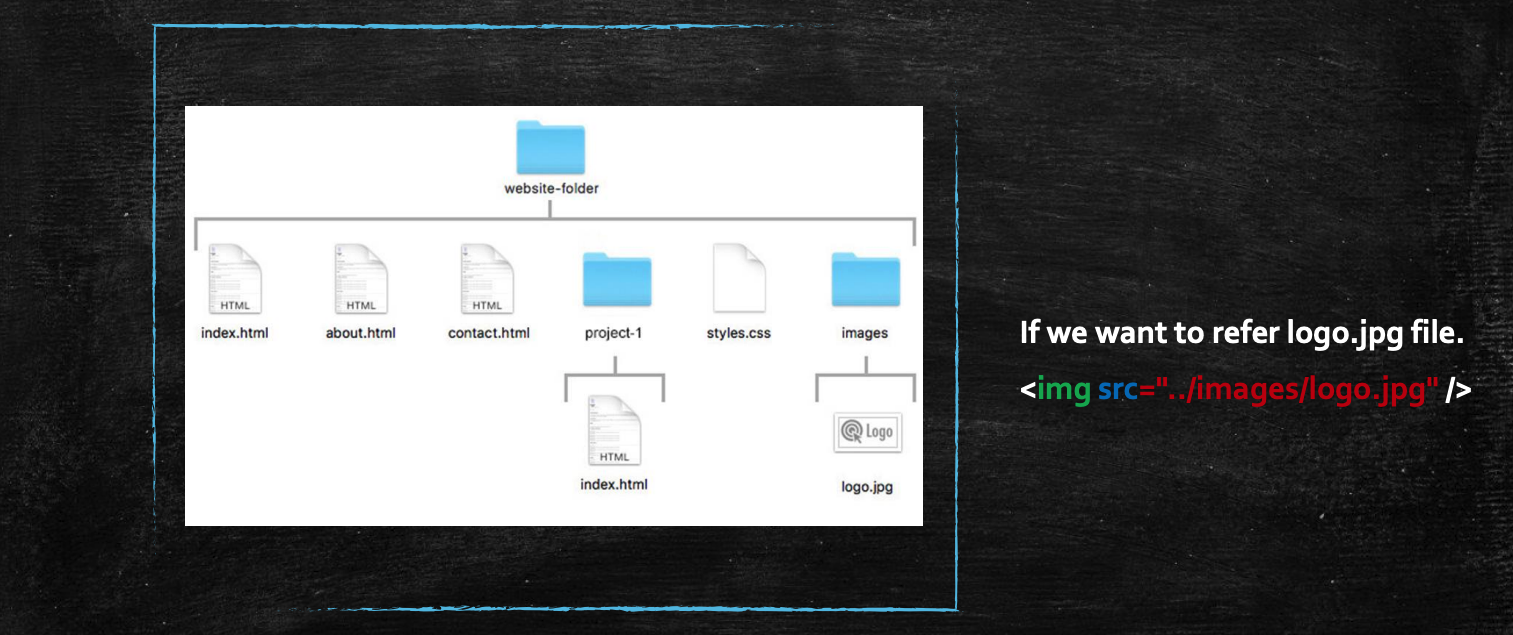 website-folder
HTML HTML HTML
index.html about.html contact.html project-1 styles.css images
HTML
index.html
Logo
logo.jpg
If we want to refer logo.jpg file.
<img src="../images/logo.jpg" />